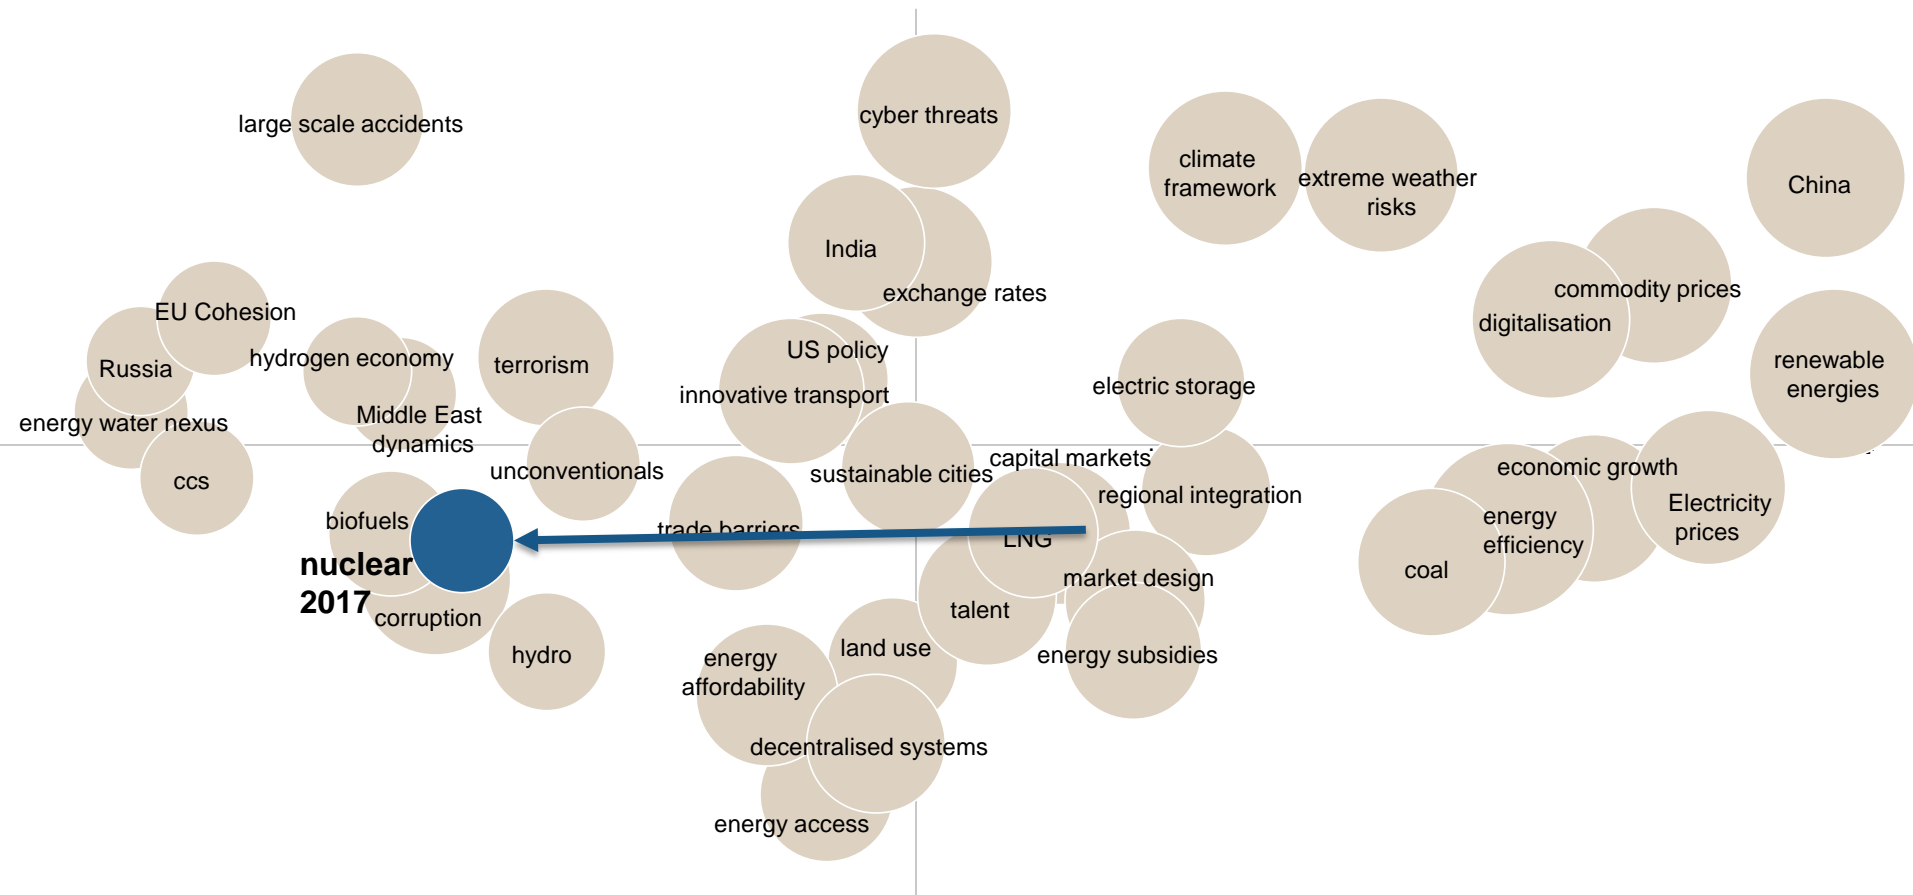 cyber threats
large scale accidents
climate
framework
extreme weather
risks
China
India
exchange rates
commodity prices
digitalisation
EU Cohesion
Russia
hydrogen economy
terrorism
US policy
innovative transport
electric storage
renewable
energies
energy water nexus
Middle East
dynamics
ccs
unconventionals
sustainable cities
capital markets
regional integration
economic growth
Electricity
prices
energy
efficiency
biofuels
trade barriers
LNG
nuclear
2017
coal
market design
talent
corruption
hydro
energy
affordability
land use
energy subsidies
decentralised systems
energy access